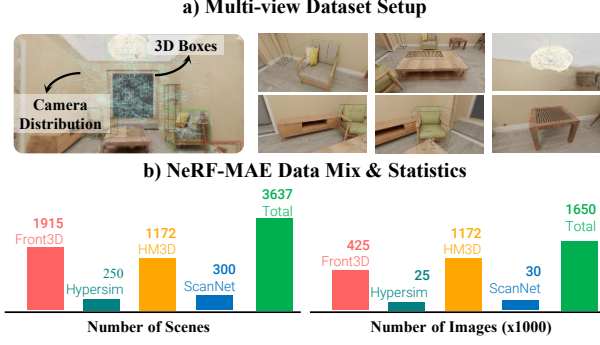 a) Multi-view Dataset Setup
3D Boxes
Camera
Distribution
b) NeRF-MAE Data Mix & Statistics
1915
Front3D
250
Hypersim
1172
HM3D
300
ScanNet
3637
Total
Number of Scenes
425
Front3D
25
Hypersim
1172
HM3D
30
ScanNet
1650
Total
Number of Images (x1000)